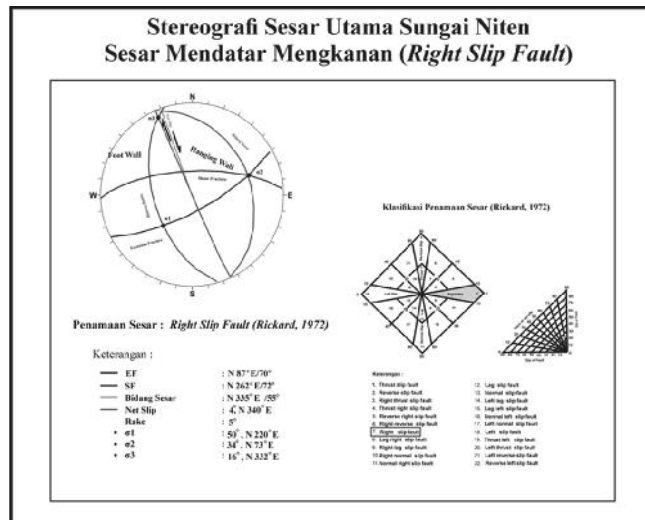 Stereografi Sesar Utama Sungai Niten
Sesar Mendatar Mengkanan (Right Slip Fault)
N
σ3
Foot Wall
Hanging Wall
σ2
Shear Fracture
W
E
σ1
Extension Fracture
S
Klasifikasi Penamaan Sesar (Rickard, 1972)
Penamaan Sesar : Right Slip Fault (Rickard, 1972)
Keterangan :
EF : N 87°E/70°
SF : N 262°E/72°
Bidang Sesar : N 335°E /55°
Net Slip : 4°, N 340°E
Rake : 5°
σ1 : 50°, N 220°E
σ2 : 34°, N 73°E
σ3 : 16°, N 332°E
Keterangan :
1. Thrust slip fault
2. Reverse slip fault
3. Right thrust slip fault
4. Thrust right slip fault
5. Reverse right slip fault
6. Right reverse slip fault
7. Right slip fault
8. Lag right slip fault
9. Right lag slip fault
10. Right normal slip fault
11. Normal right slip fault
12. Lag slip fault
13. Normal slip fault
14. Left lag slip fault
15. Lag left slip fault
16. Normal left slip fault
17. Left normal slip fault
18. Left slip fault
19. Thrust left slip fault
20. Left thrust slip fault
21. Left reverse slip fault
22. Reverse left slip fault